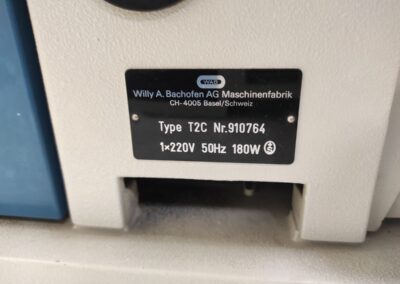 WAB
Willy A. Bachofen AG Maschinenfabrik
CH-4005 Basel/Schweiz
Type T2C Nr.910764
1×220V 50Hz 180W